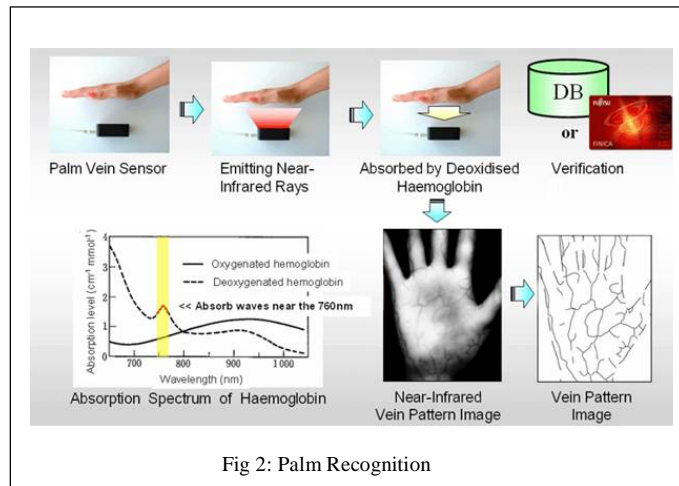 Palm Vein Sensor
Emitting Near-
Infrared Rays
Absorbed by Deoxidised
Haemoglobin
DB
or
FUJITSU
FINICA
Verification
Absorption level (cm⁻¹ mmol⁻¹)
4
3
2
1
0
Oxygenated hemoglobin
Deoxygenated hemoglobin
<< Absorb waves near the 760nm
700 800 900 1000
Wavelength (nm)
Absorption Spectrum of Haemoglobin
Near-Infrared
Vein Pattern Image
Vein Pattern
Image
Fig 2: Palm Recognition